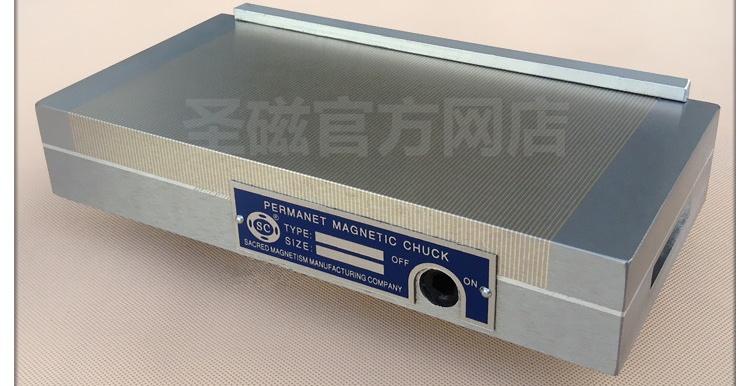 圣磁官方网店
PERMANET MAGNETIC CHUCK
SC ®
TYPE:
SIZE:
OFF
ON
SACRED MAGNETISM MANUFACTURING COMPANY